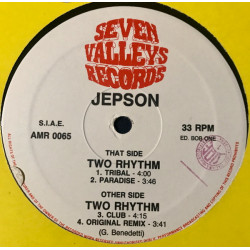 SEVEN
VALLEYS
RECORDS
JEPSON
S.I.A.E.
AMR 0065
33 RPM
ED. BOB ONE
THAT SIDE
TWO RHYTHM
1. TRIBAL - 4:00
2. PARADISE - 3:46
OTHER SIDE
TWO RHYTHM
3. CLUB - 4:15
4. ORIGINAL REMIX - 3:41
(G. Benedetti)